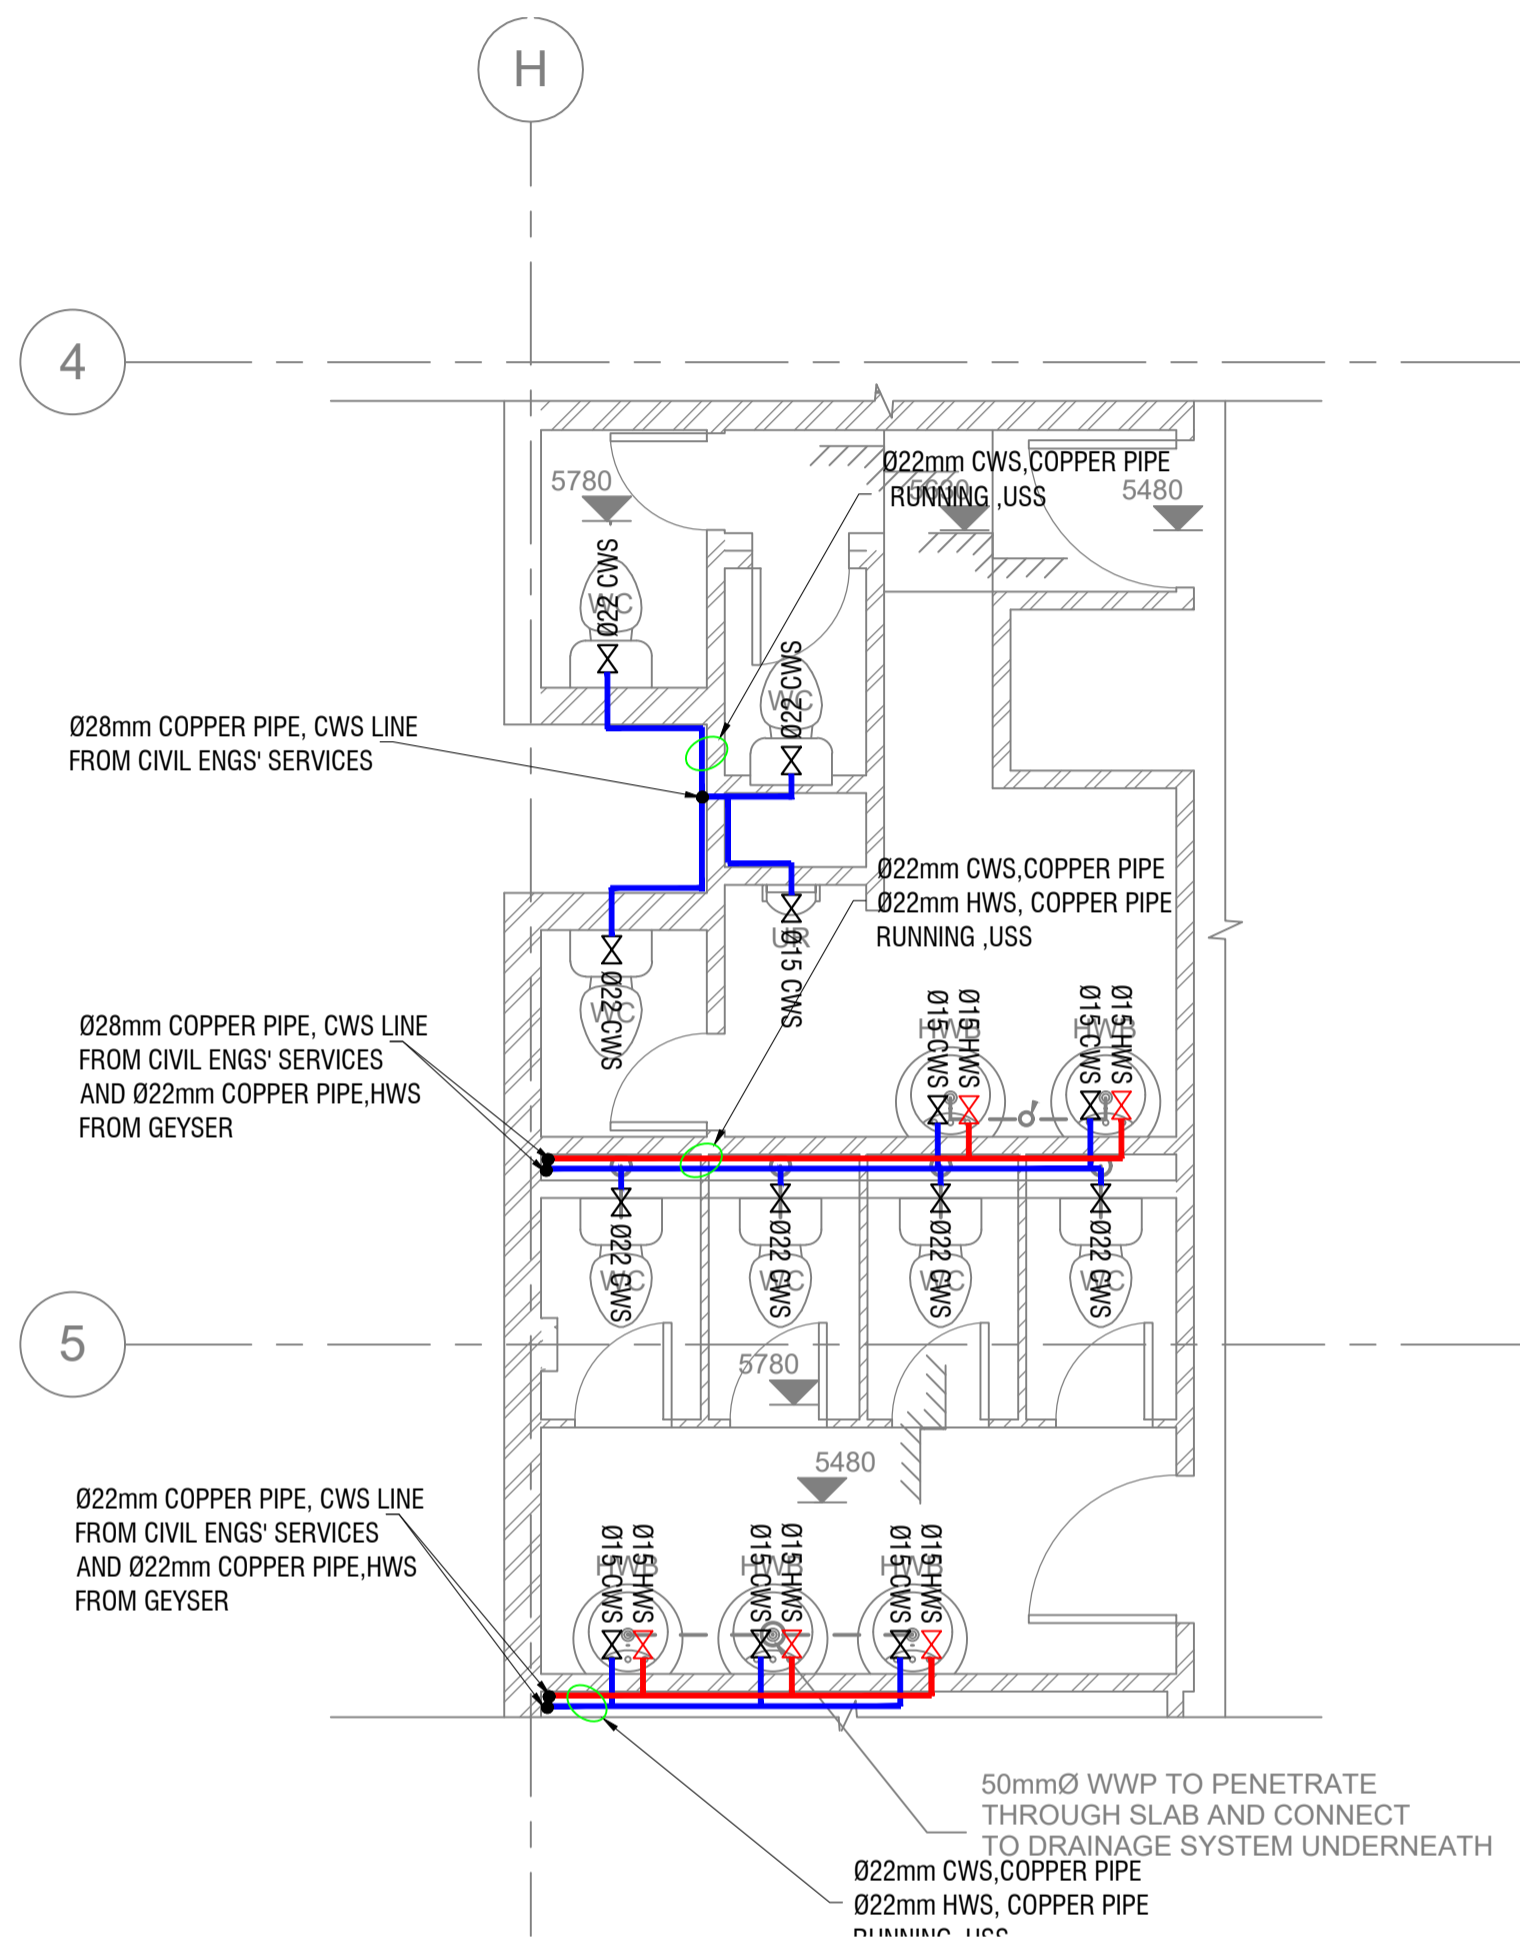 H
4
Ø22mm CWS,COPPER PIPE
RUNNING ,USS
5780
5630
5480
Ø22 CWS
WC
Ø22 CWS
WC
Ø28mm COPPER PIPE, CWS LINE
FROM CIVIL ENGS' SERVICES
Ø22mm CWS,COPPER PIPE
Ø22mm HWS, COPPER PIPE
RUNNING ,USS
UR
Ø15 CWS
Ø22 CWS
WC
Ø28mm COPPER PIPE, CWS LINE
FROM CIVIL ENGS' SERVICES
AND Ø22mm COPPER PIPE,HWS
FROM GEYSER
Ø15 CWS
Ø15 HWS
HWB
Ø15 CWS
Ø15 HWS
HWB
Ø22 CWS
WC
Ø22 CWS
WC
Ø22 CWS
WC
Ø22 CWS
WC
5
5780
5480
Ø22mm COPPER PIPE, CWS LINE
FROM CIVIL ENGS' SERVICES
AND Ø22mm COPPER PIPE,HWS
FROM GEYSER
Ø15 CWS
Ø15 HWS
HWB
Ø15 CWS
Ø15 HWS
HWB
Ø15 CWS
Ø15 HWS
HWB
50mmØ WWP TO PENETRATE
THROUGH SLAB AND CONNECT
TO DRAINAGE SYSTEM UNDERNEATH
Ø22mm CWS,COPPER PIPE
Ø22mm HWS, COPPER PIPE
RUNNING ,USS